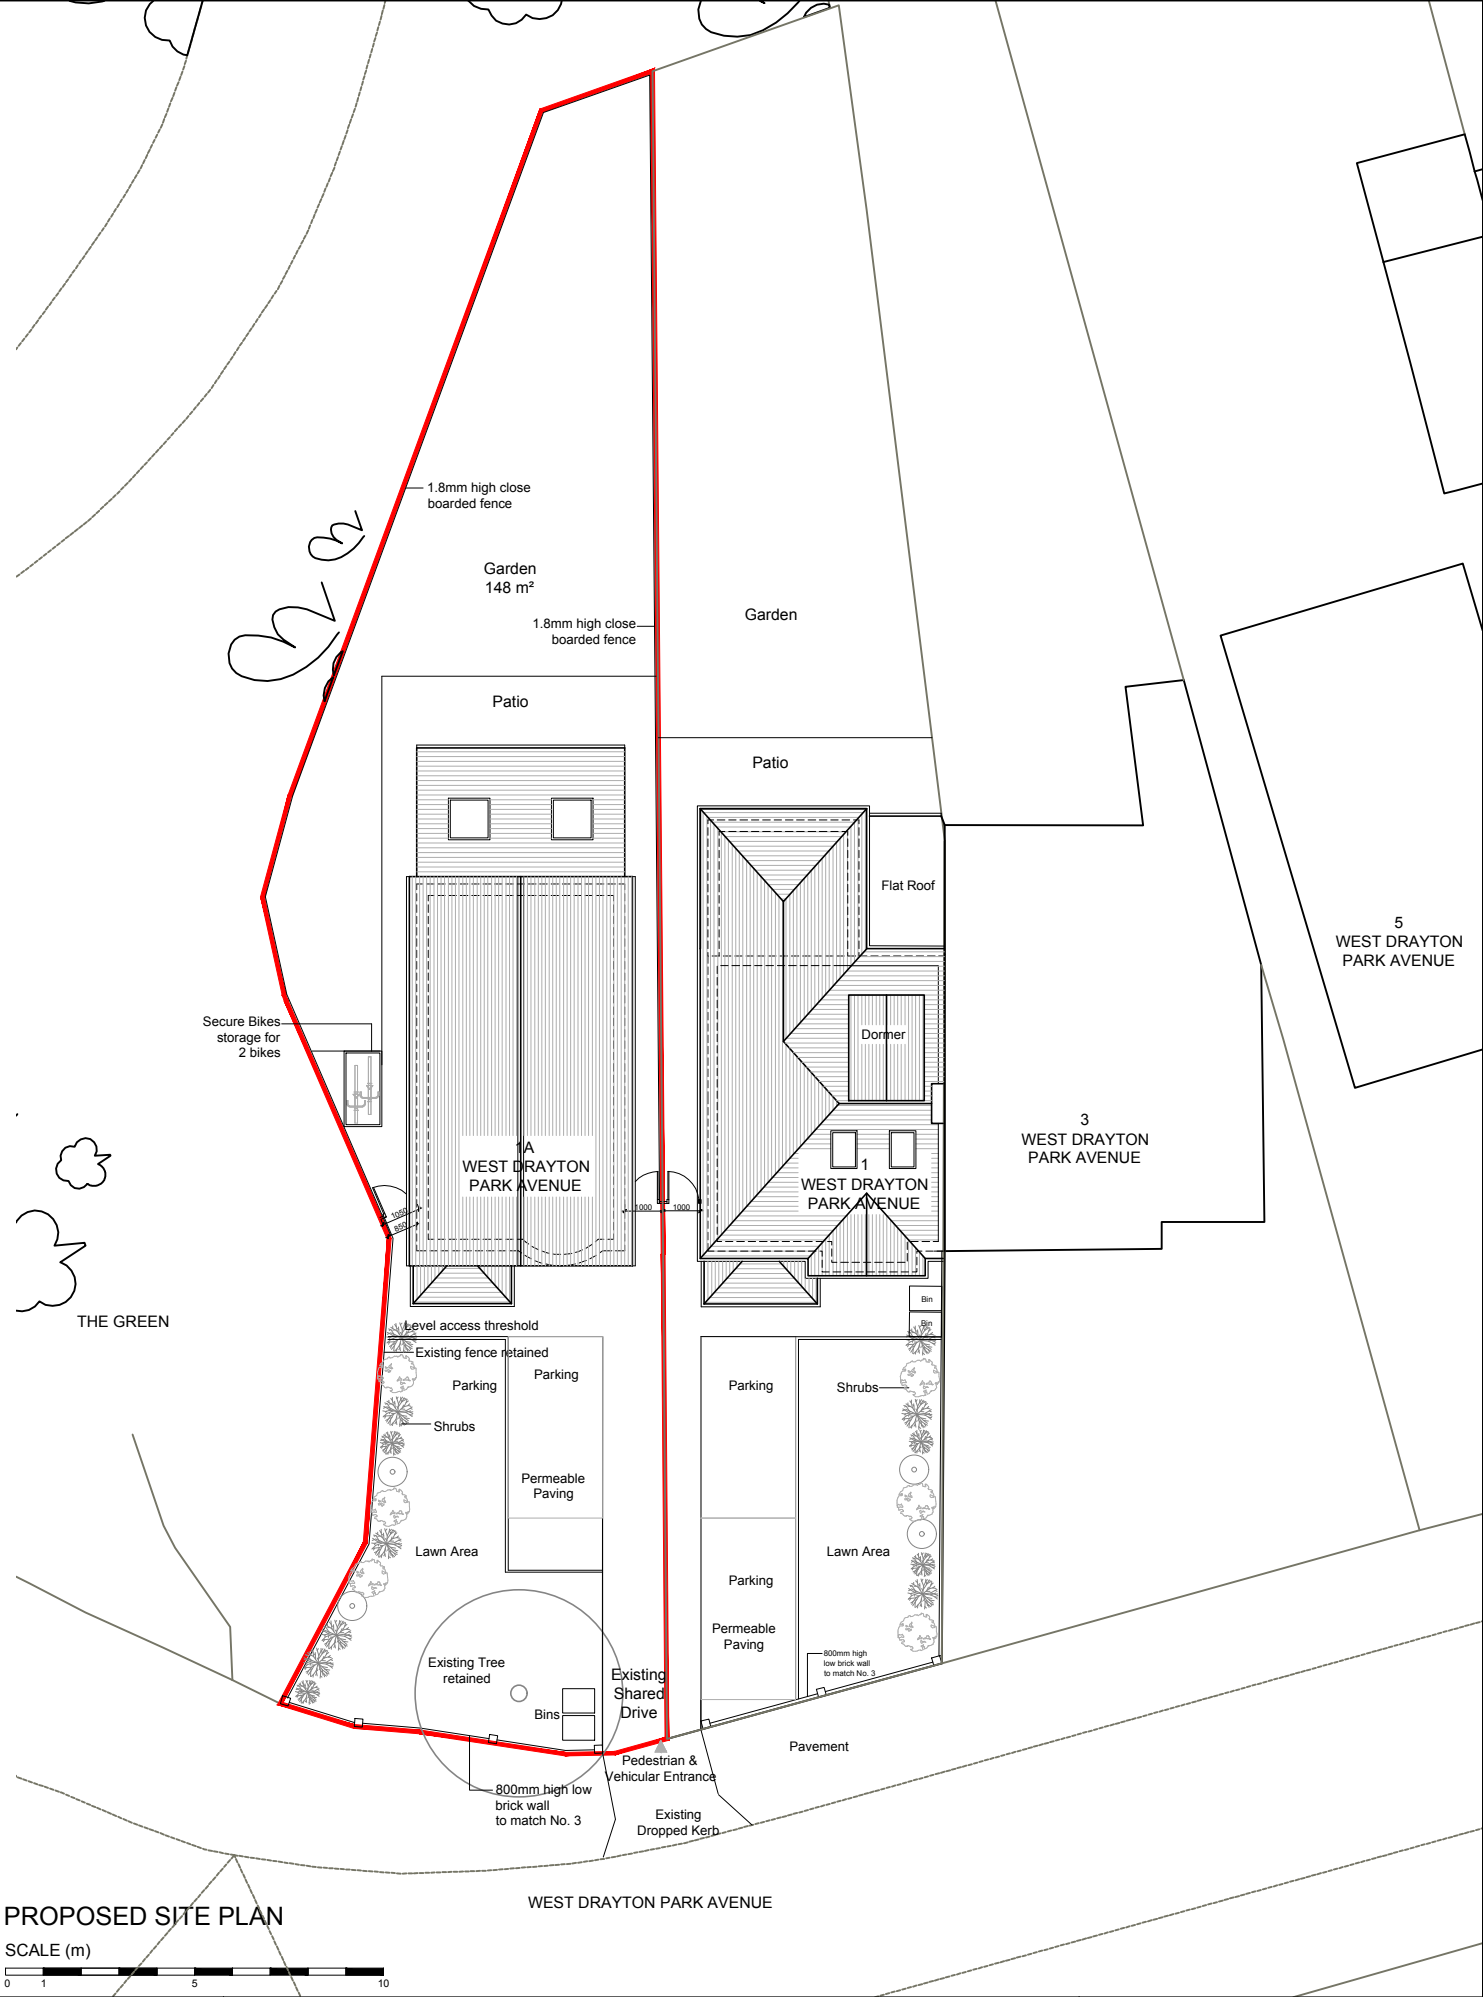 1.8mm high close
boarded fence
Garden
148 m²
1.8mm high close
boarded fence
Garden
Patio
Patio
Flat Roof
5
WEST DRAYTON
PARK AVENUE
Secure Bikes
storage for
2 bikes
Dormer
3
WEST DRAYTON
PARK AVENUE
1A
WEST DRAYTON
PARK AVENUE
1
WEST DRAYTON
PARK AVENUE
1050
850
1000
1000
THE GREEN
Bin
Bin
Level access threshold
Existing fence retained
Parking
Parking
Shrubs
Parking
Shrubs
Permeable
Paving
Lawn Area
Lawn Area
Parking
Permeable
Paving
800mm high
low brick wall
to match No. 3
Existing Tree
retained
Bins
Existing
Shared
Drive
Pedestrian &
Vehicular Entrance
Pavement
800mm high low
brick wall
to match No. 3
Existing
Dropped Kerb
WEST DRAYTON PARK AVENUE
PROPOSED SITE PLAN
SCALE (m)
0 1 5 10